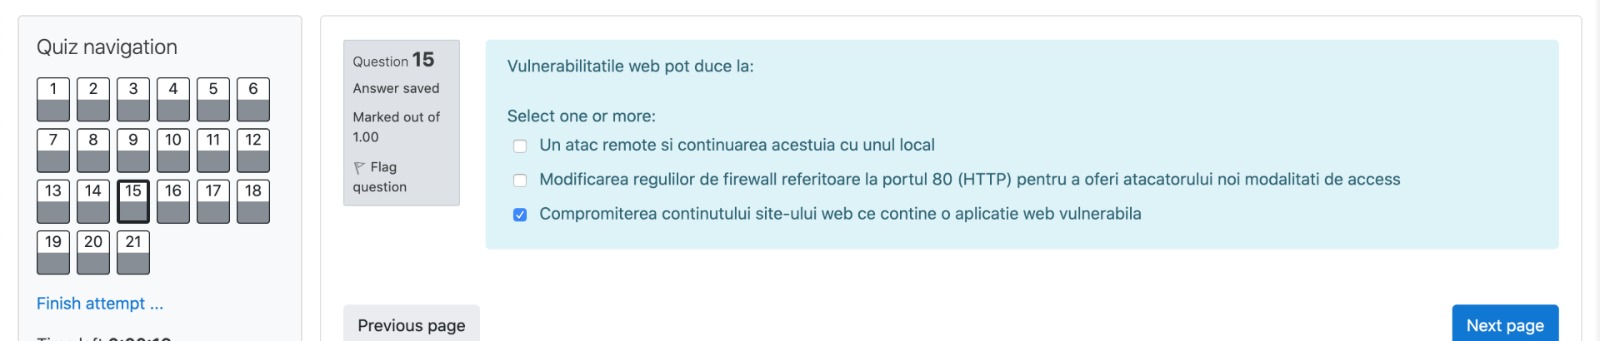 Quiz navigation
1 2 3 4 5 6
7 8 9 10 11 12
13 14 15 16 17 18
19 20 21
Finish attempt ...
Question 15
Answer saved
Marked out of
1.00
Flag
question
Vulnerabilitatile web pot duce la:
Select one or more:
Un atac remote si continuarea acestuia cu unul local
Modificarea regulilor de firewall referitoare la portul 80 (HTTP) pentru a oferi atacatorului noi modalitati de access
Compromiterea continutului site-ului web ce contine o aplicatie web vulnerabila
Previous page
Next page